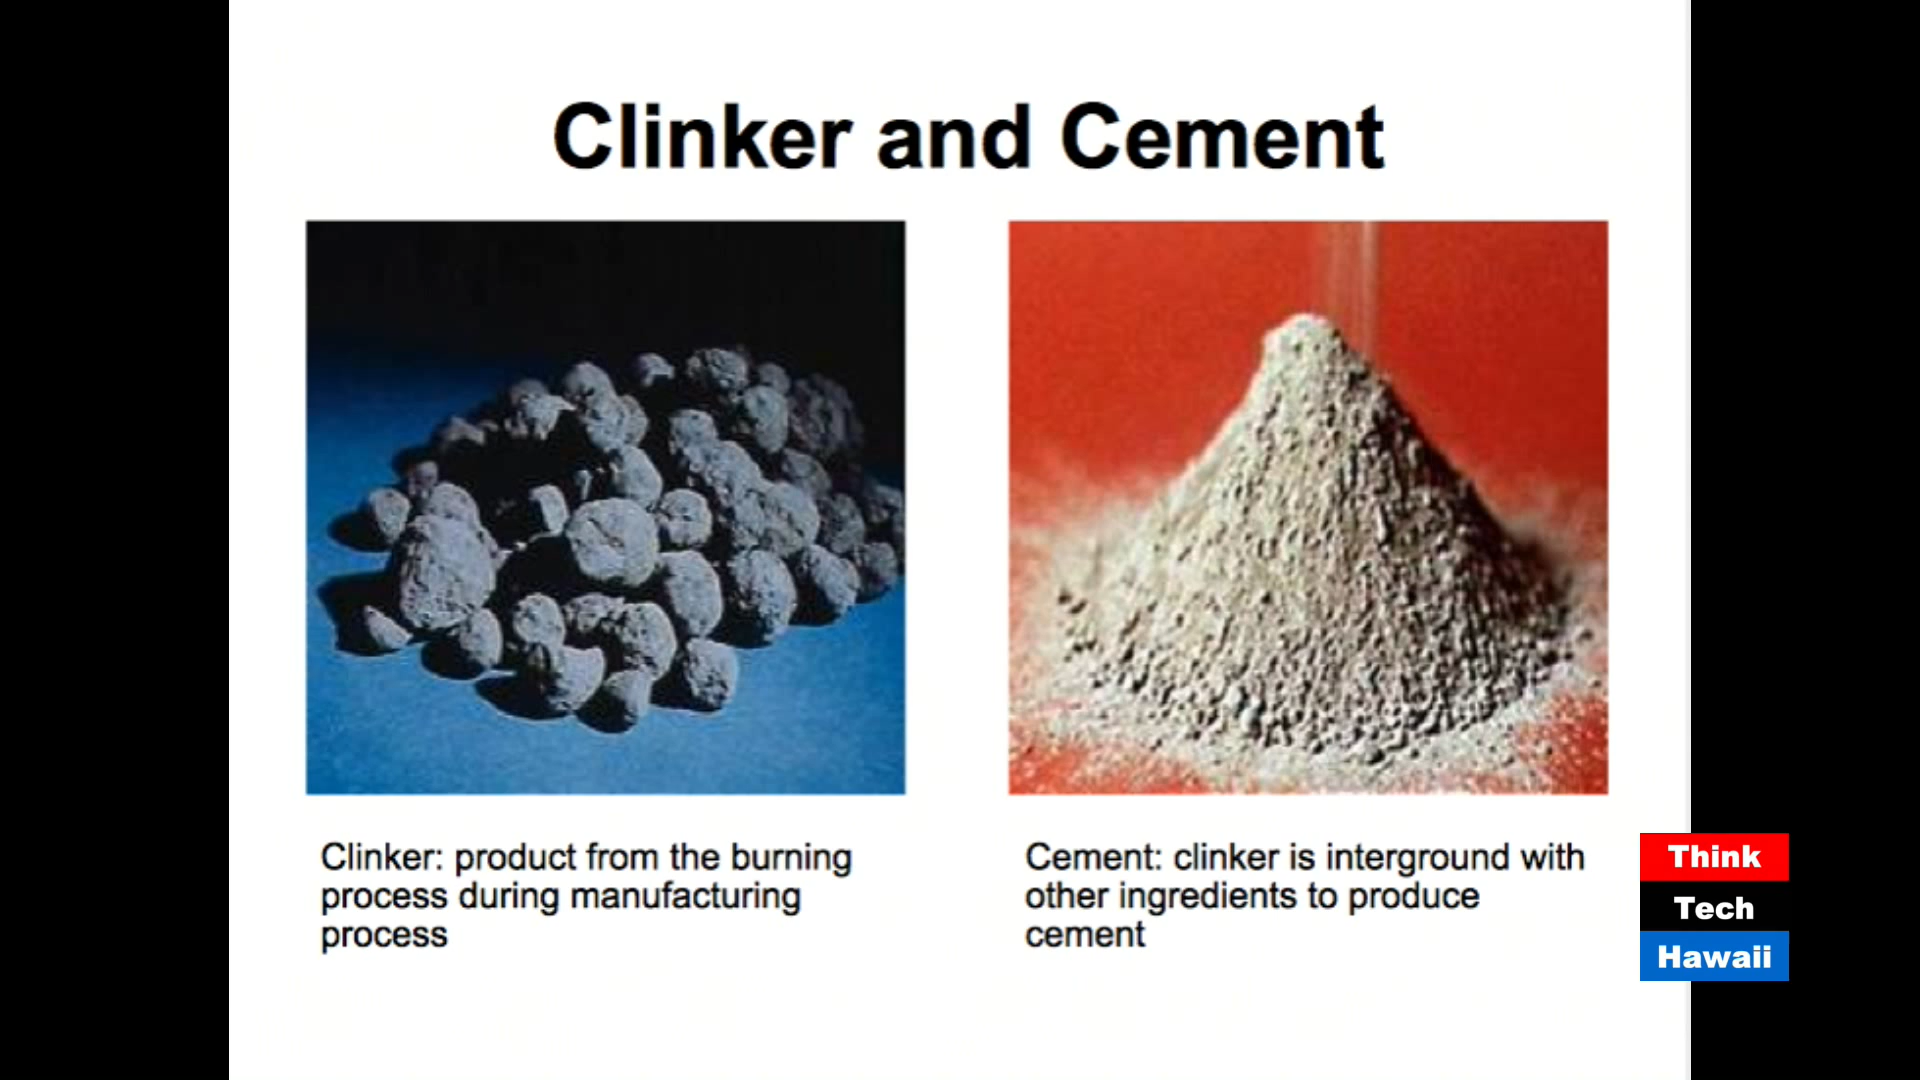 Clinker and Cement
Clinker: product from the burning
process during manufacturing
process
Cement: clinker is interground with
other ingredients to produce
cement
Think
Tech
Hawaii